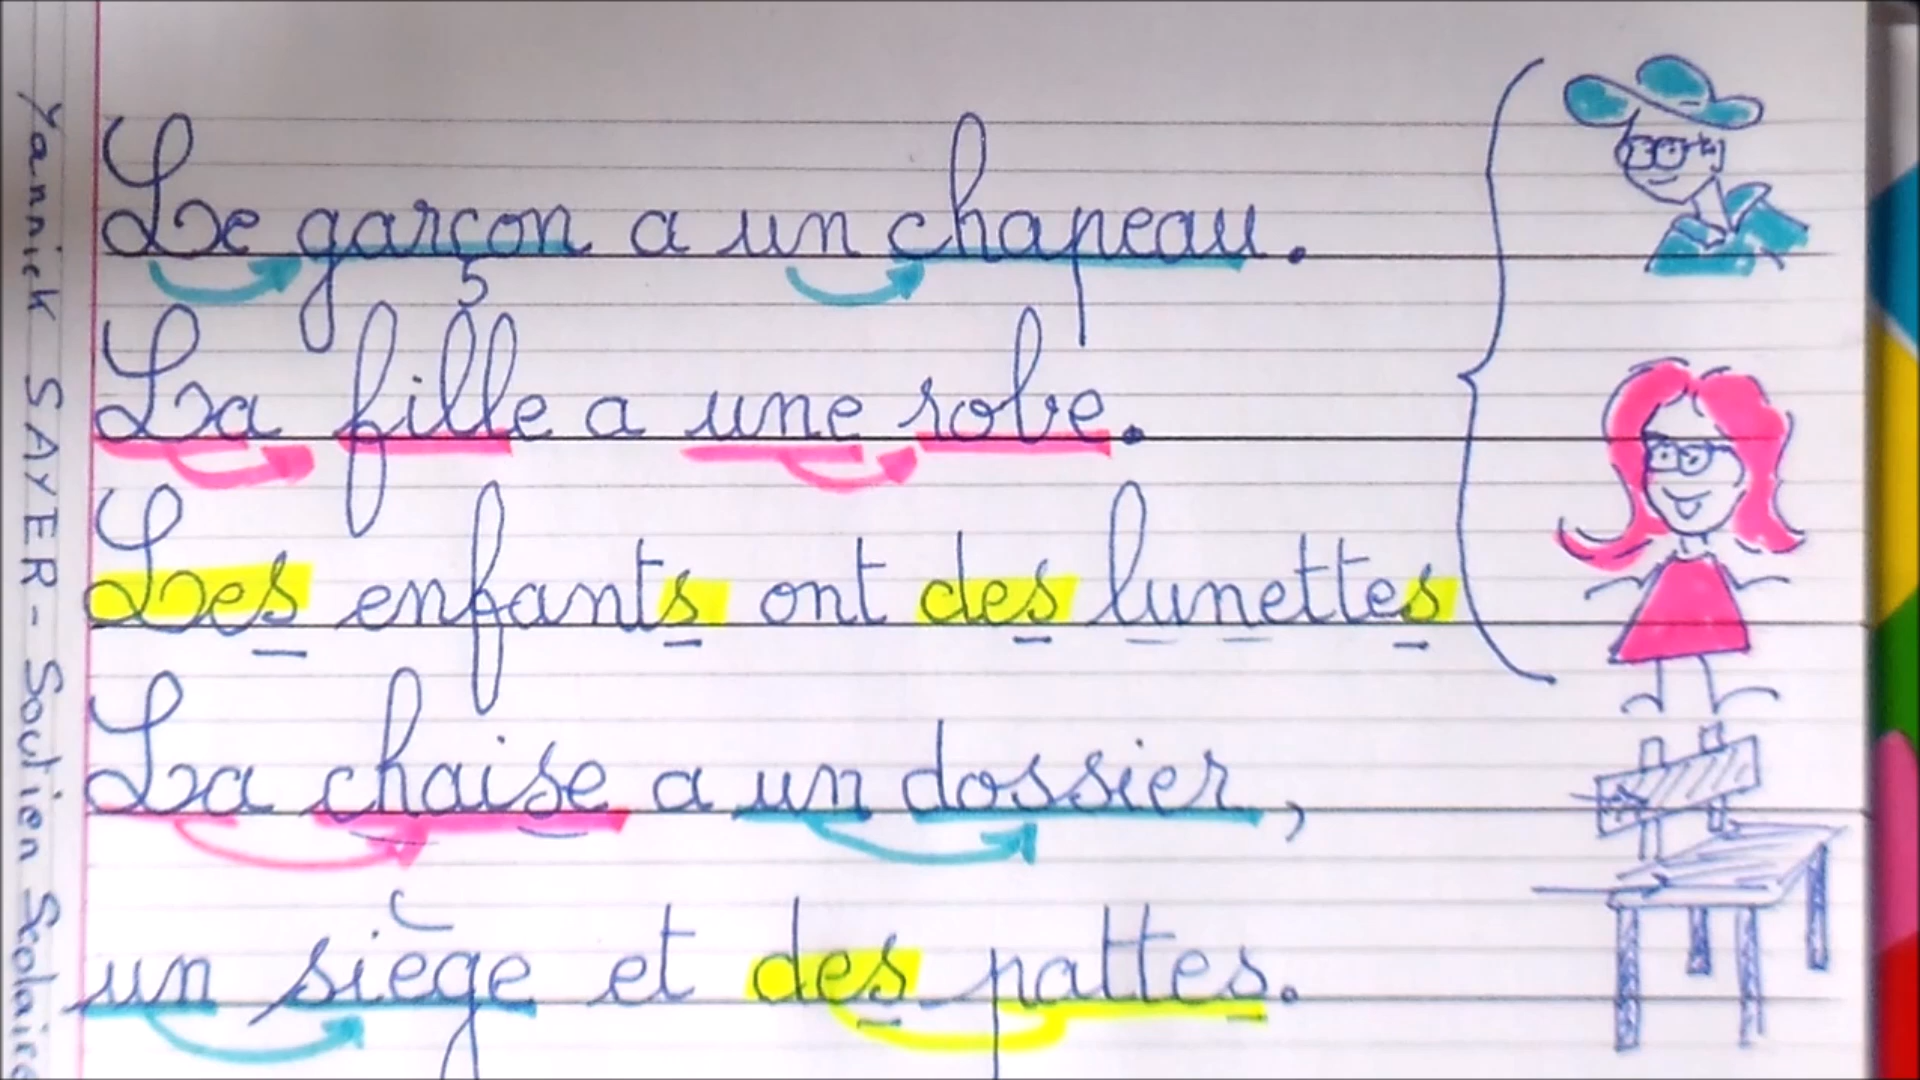 Le garçon a un chapeau.
La fille a une robe.
Les enfants ont des lunettes
La chaise a un dossier,
un siège et des pattes.
Yannick SAYER - Soutien Scolaire